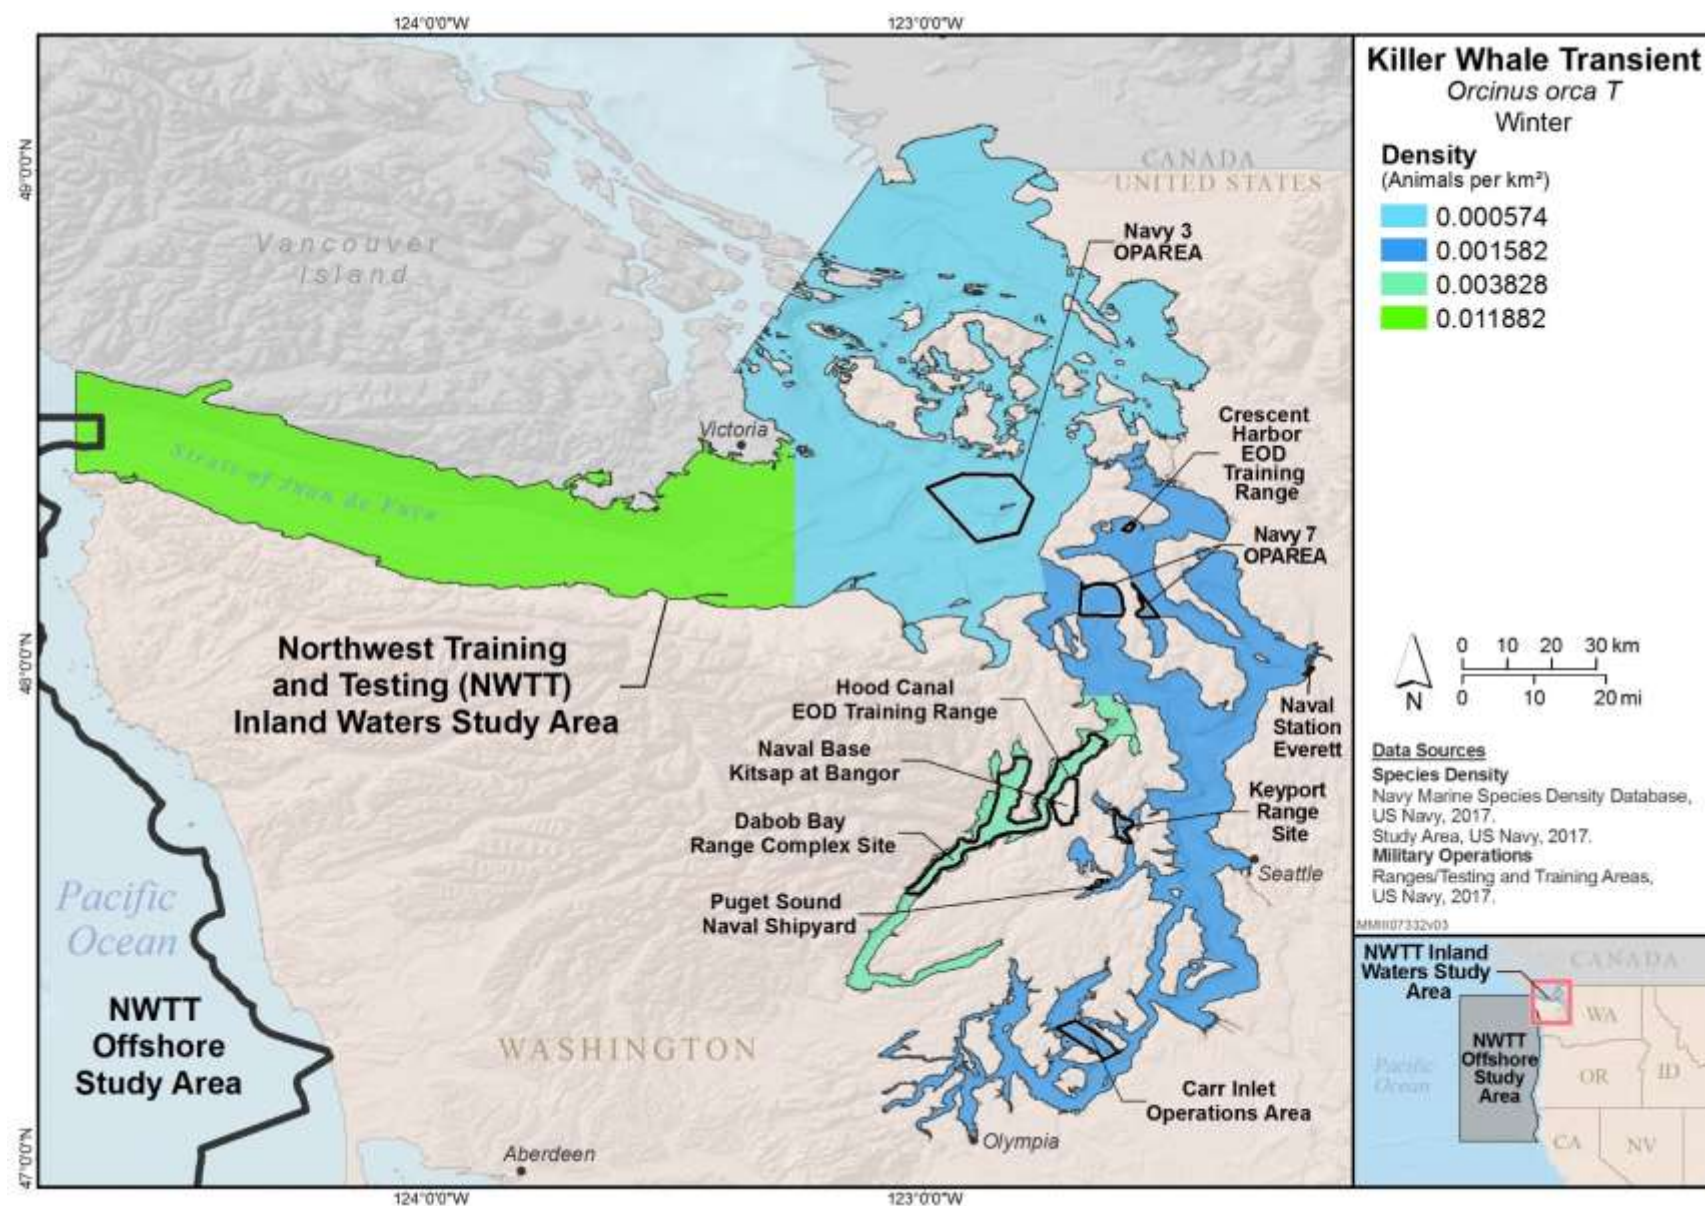 124°0'0"W
123°0'0"W
49°0'0"N
48°0'0"N
47°0'0"N
CANADA
UNITED STATES
Vancouver
Island
Navy 3
OPAREA
Victoria
Strait of Juan de Fuca
Crescent
Harbor
EOD
Training
Range
Navy 7
OPAREA
Northwest Training
and Testing (NWTT)
Inland Waters Study Area
Hood Canal
EOD Training Range
Naval Base
Kitsap at Bangor
Dabob Bay
Range Complex Site
Puget Sound
Naval Shipyard
Naval
Station
Everett
Keyport
Range
Site
Seattle
Pacific
Ocean
NWTT
Offshore
Study Area
WASHINGTON
Carr Inlet
Operations Area
Olympia
Aberdeen
124°0'0"W
123°0'0"W
Killer Whale Transient
Orcinus orca T
Winter
Density
(Animals per km²)
0.000574
0.001582
0.003828
0.011882
0 10 20 30 km
0 10 20 mi
N
Data Sources
Species Density
Navy Marine Species Density Database,
US Navy, 2017.
Study Area, US Navy, 2017.
Military Operations
Ranges/Testing and Training Areas,
US Navy, 2017.
NWTT Inland
Waters Study
Area
CANADA
WA
NWTT
Offshore
Study
Area
Pacific
Ocean
OR
ID
CA
NV